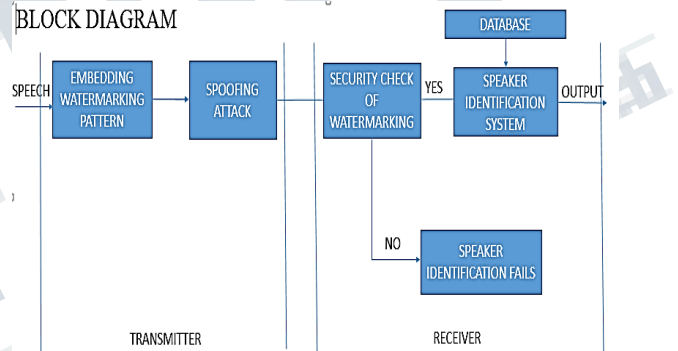 BLOCK DIAGRAM
DATABASE
SPEECH
EMBEDDING
WATERMARKING
PATTERN
SPOOFING
ATTACK
SECURITY CHECK
OF
WATERMARKING
YES
SPEAKER
IDENTIFICATION
SYSTEM
OUTPUT
NO
SPEAKER
IDENTIFICATION FAILS
TRANSMITTER
RECEIVER